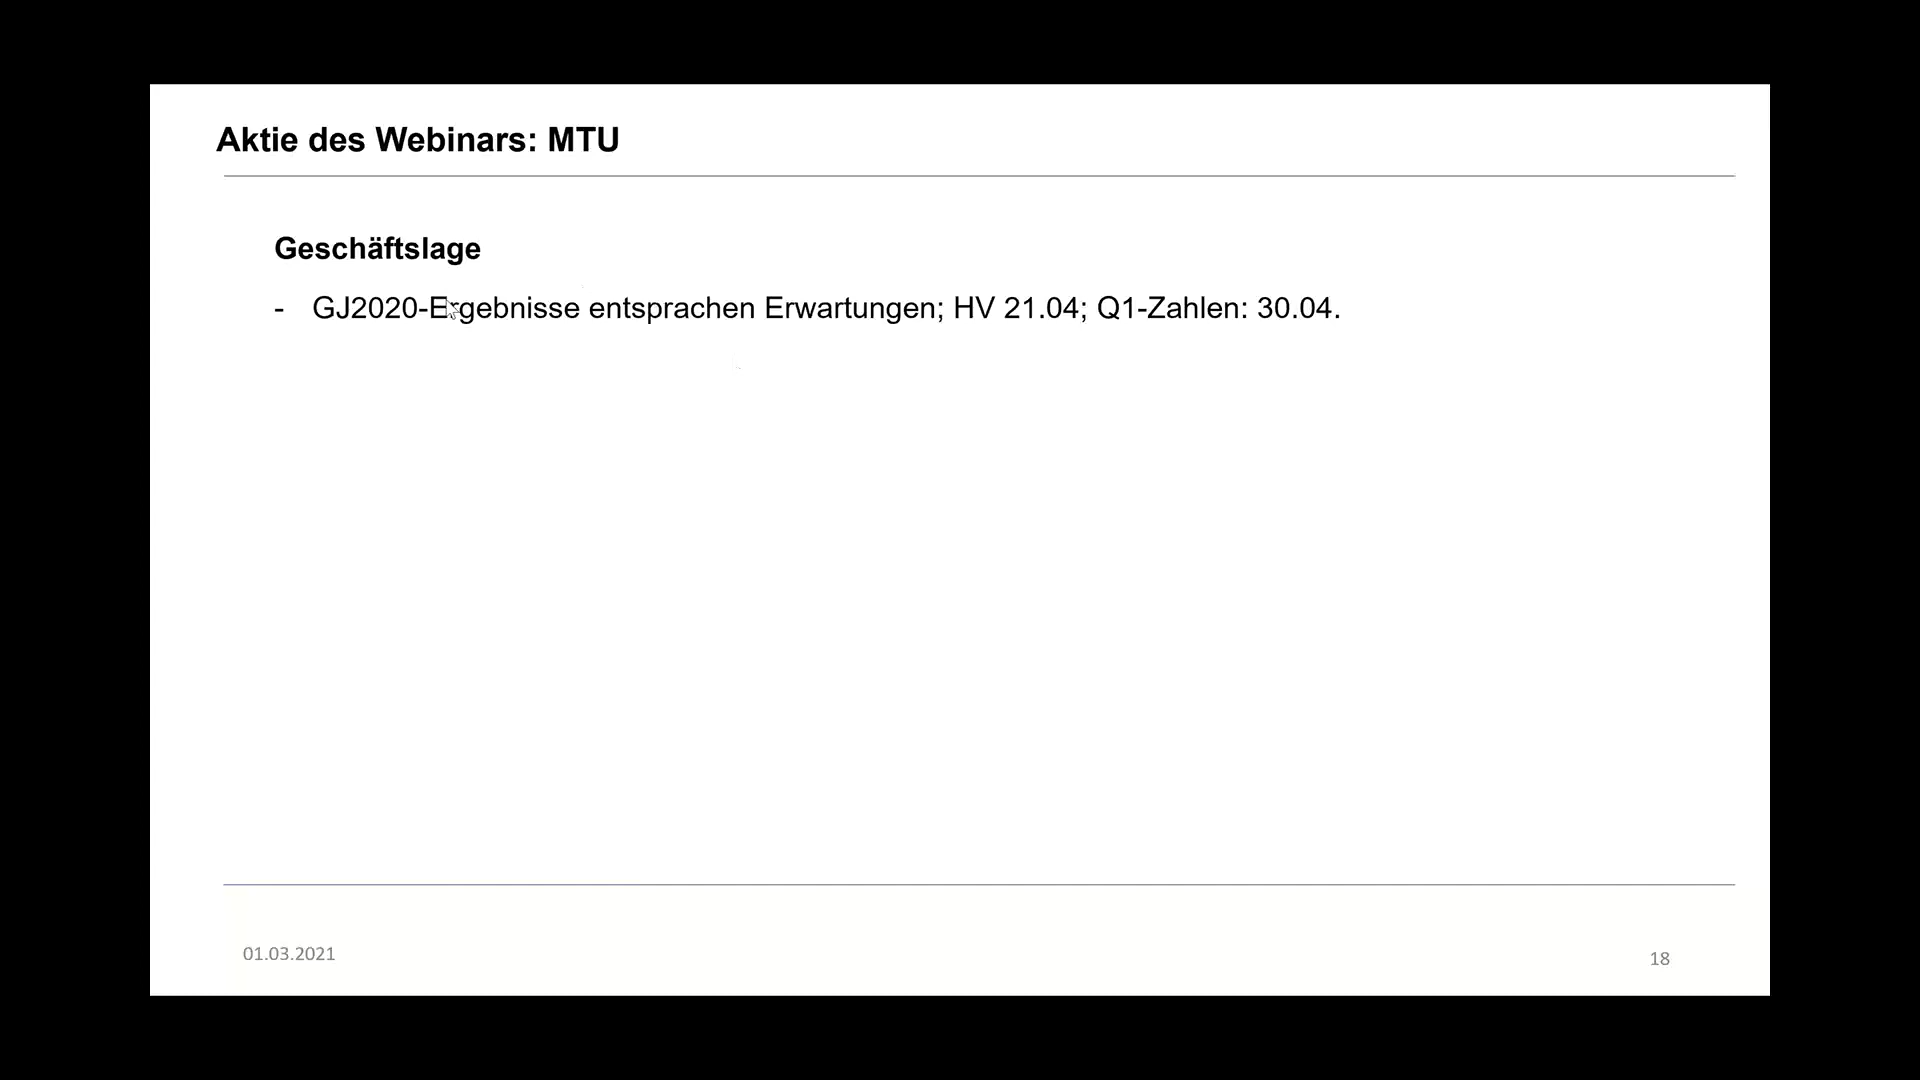 Aktie des Webinars: MTU
Geschäftslage
- GJ2020-Ergebnisse entsprachen Erwartungen; HV 21.04; Q1-Zahlen: 30.04.
01.03.2021
18